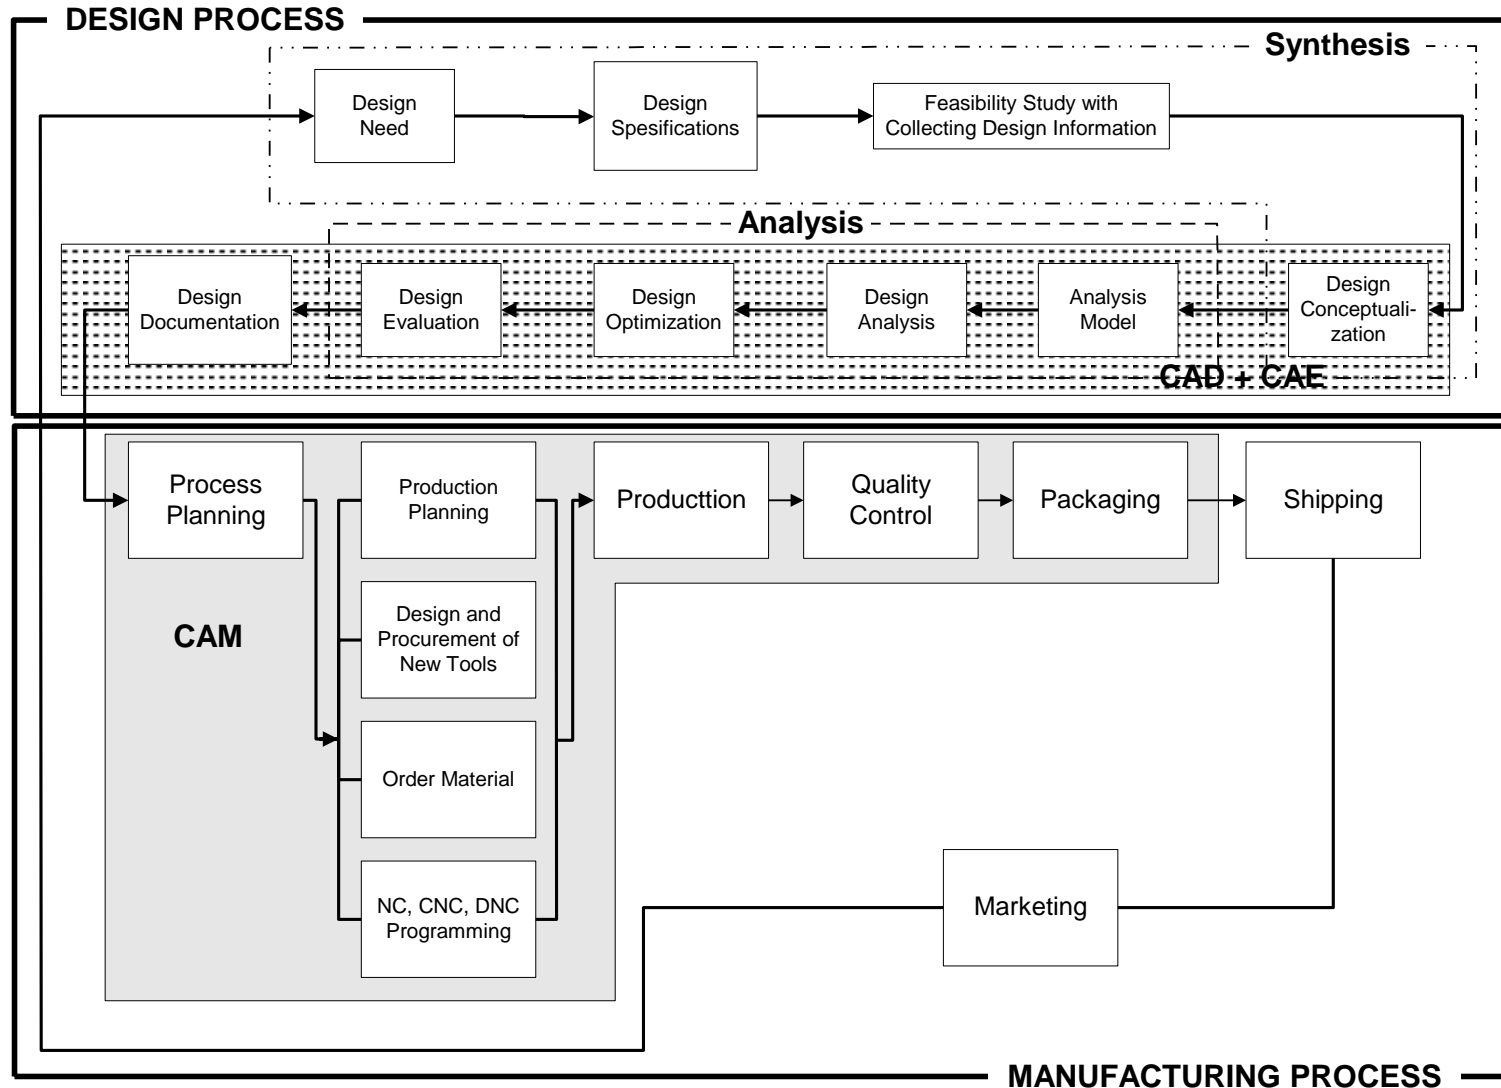 DESIGN PROCESS
Synthesis
Design
Need
Design
Spesifications
Feasibility Study with
Collecting Design Information
Analysis
Design
Documentation
Design
Evaluation
Design
Optimization
Design
Analysis
Analysis
Model
Design
Conceptuali-
zation
CAD + CAE
Process
Planning
Production
Planning
Producttion
Quality
Control
Packaging
Shipping
Design and
Procurement of
New Tools
CAM
Order Material
NC, CNC, DNC
Programming
Marketing
MANUFACTURING PROCESS